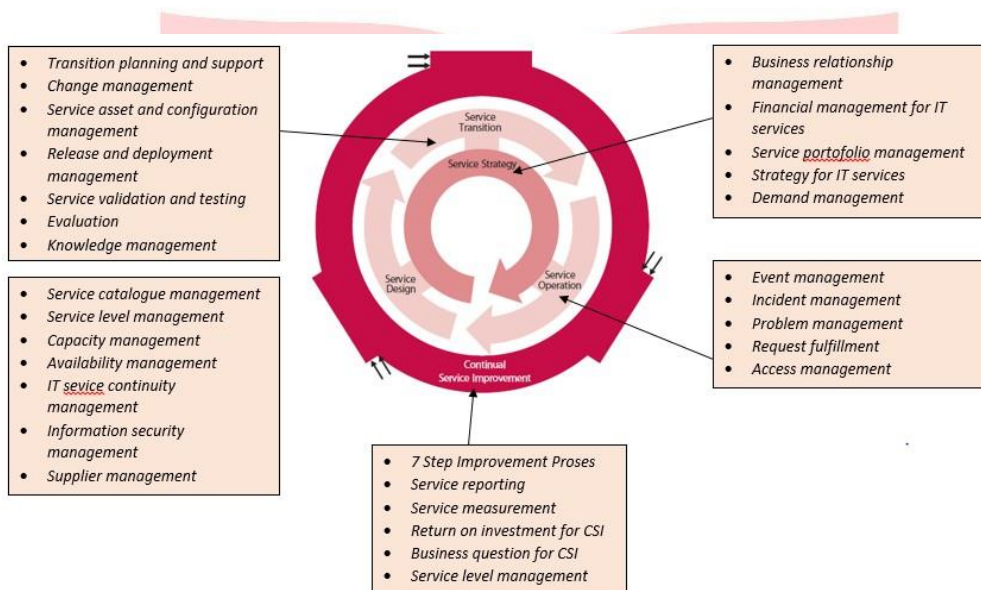 • Transition planning and support
• Change management
• Service asset and configuration
management
• Release and deployment
management
• Service validation and testing
• Evaluation
• Knowledge management
• Service catalogue management
• Service level management
• Capacity management
• Availability management
• IT sevice continuity
management
• Information security
management
• Supplier management
Service
Transition
Service Strategy
Service
Design
Service
Operation
Continual
Service Improvement
• Business relationship
management
• Financial management for IT
services
• Service portofolio management
• Strategy for IT services
• Demand management
• Event management
• Incident management
• Problem management
• Request fulfillment
• Access management
• 7 Step Improvement Proses
• Service reporting
• Service measurement
• Return on investment for CSI
• Business question for CSI
• Service level management